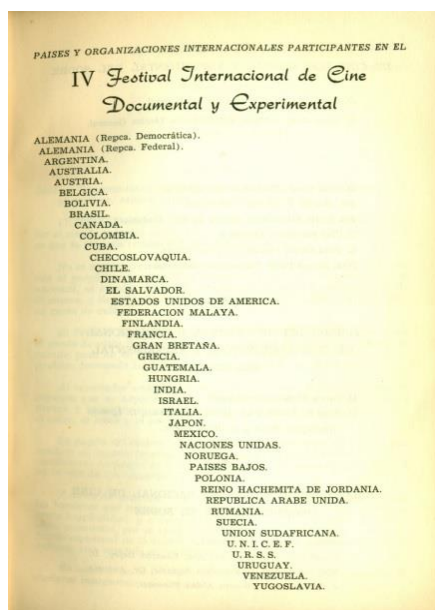 PAISES Y ORGANIZACIONES INTERNACIONALES PARTICIPANTES EN EL
IV Festival Internacional de Cine
Documental y Experimental
ALEMANIA (Repca. Democrática).
ALEMANIA (Repca. Federal).
ARGENTINA.
AUSTRALIA.
AUSTRIA.
BELGICA.
BOLIVIA.
BRASIL.
CANADA.
COLOMBIA.
CUBA.
CHECOSLOVAQUIA.
CHILE.
DINAMARCA.
EL SALVADOR.
ESTADOS UNIDOS DE AMERICA.
FEDERACION MALAYA.
FINLANDIA.
FRANCIA.
GRAN BRETAÑA.
GRECIA.
GUATEMALA.
HUNGRIA.
INDIA.
ISRAEL.
ITALIA.
JAPON.
MEXICO.
NACIONES UNIDAS.
NORUEGA.
PAISES BAJOS.
POLONIA.
REINO HACHEMITA DE JORDANIA.
REPUBLICA ARABE UNIDA.
RUMANIA.
SUECIA.
UNION SUDAFRICANA.
U. N. I. C. E. F.
U. R. S. S.
URUGUAY.
VENEZUELA.
YUGOSLAVIA.